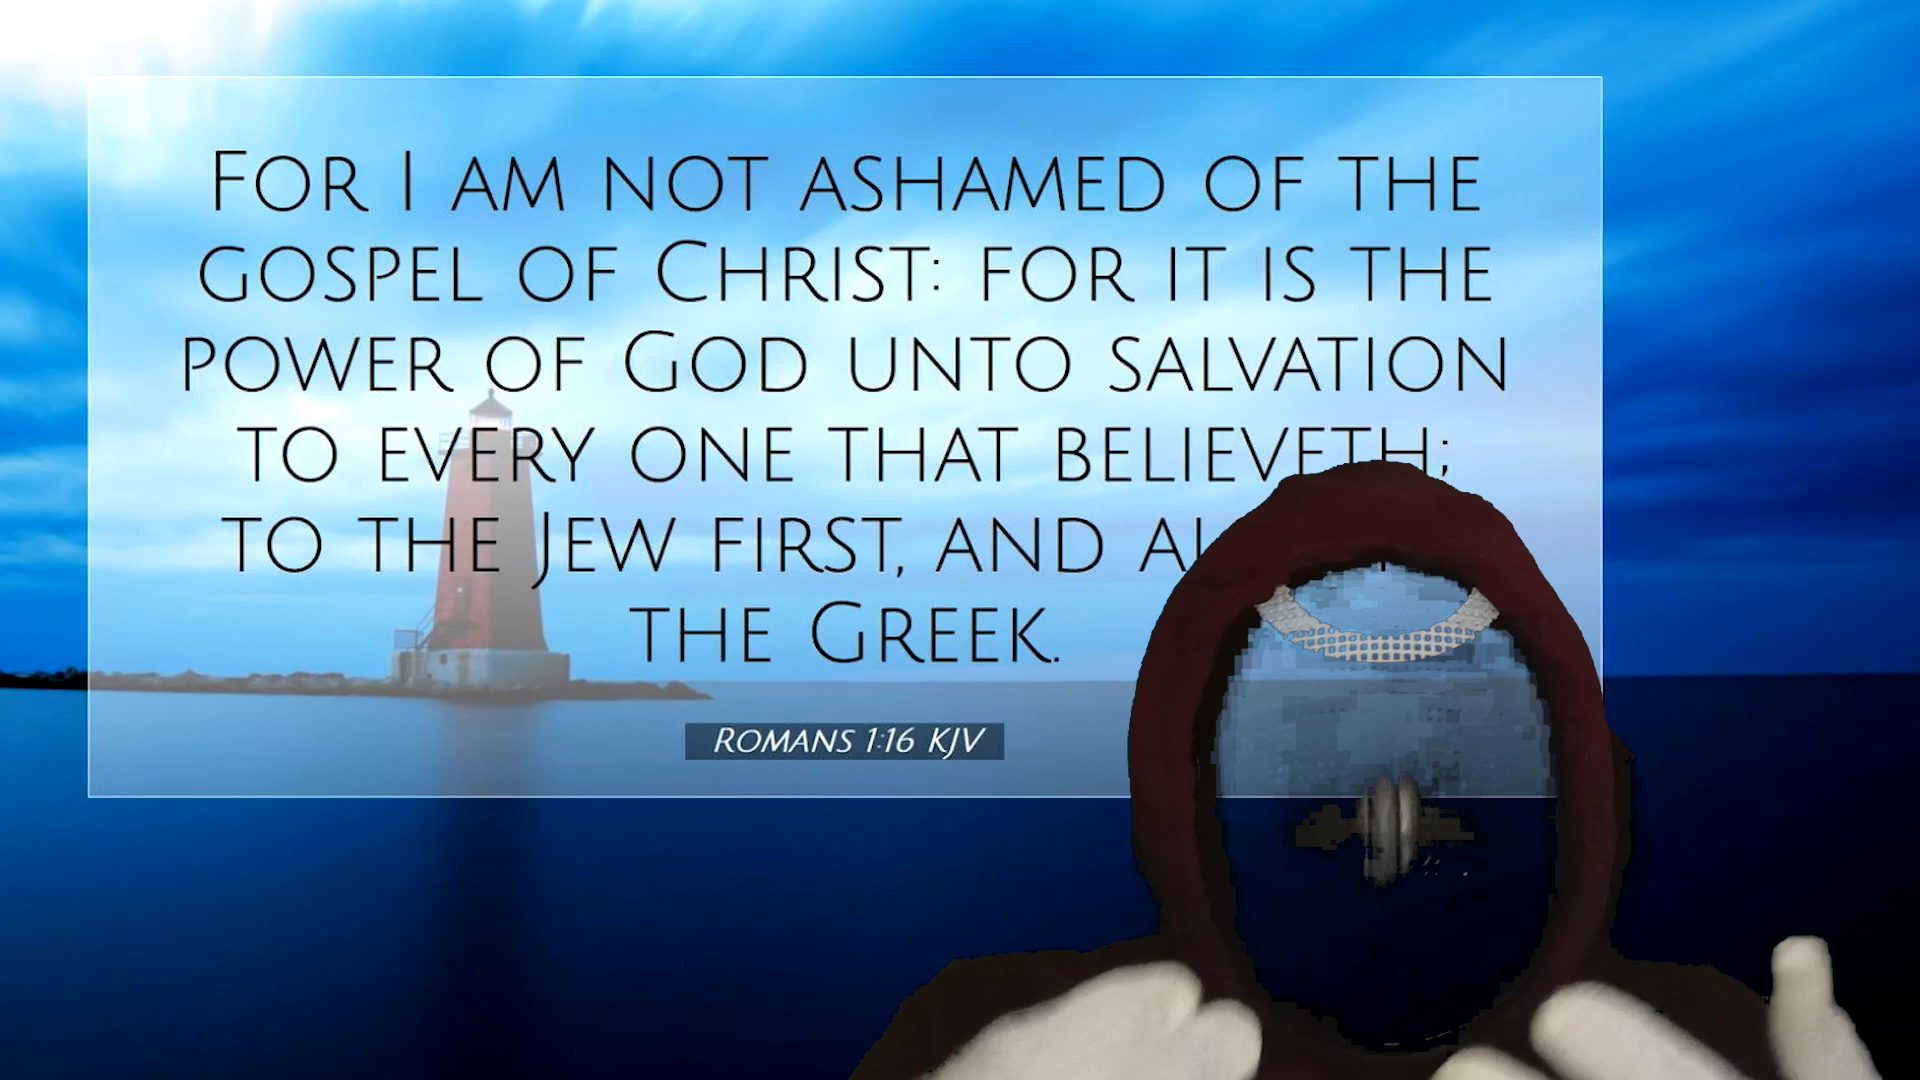 For I am not ashamed of the
gospel of Christ: for it is the
power of God unto salvation
to every one that believeth;
to the Jew first, and
the Greek.
Romans 1:16 KJV